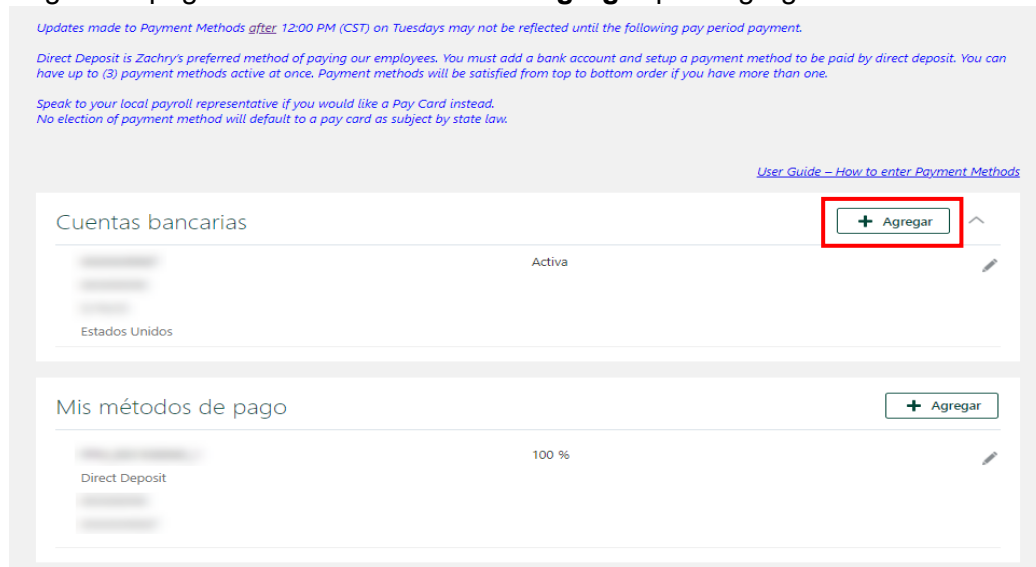 Updates made to Payment Methods after 12:00 PM (CST) on Tuesdays may not be reflected until the following pay period payment.
Direct Deposit is Zachry's preferred method of paying our employees. You must add a bank account and setup a payment method to be paid by direct deposit. You can
have up to (3) payment methods active at once. Payment methods will be satisfied from top to bottom order if you have more than one.
Speak to your local payroll representative if you would like a Pay Card instead.
No election of payment method will default to a pay card as subject by state law.
User Guide – How to enter Payment Methods
Cuentas bancarias
+ Agregar
Activa
Estados Unidos
Mis métodos de pago
+ Agregar
100 %
Direct Deposit